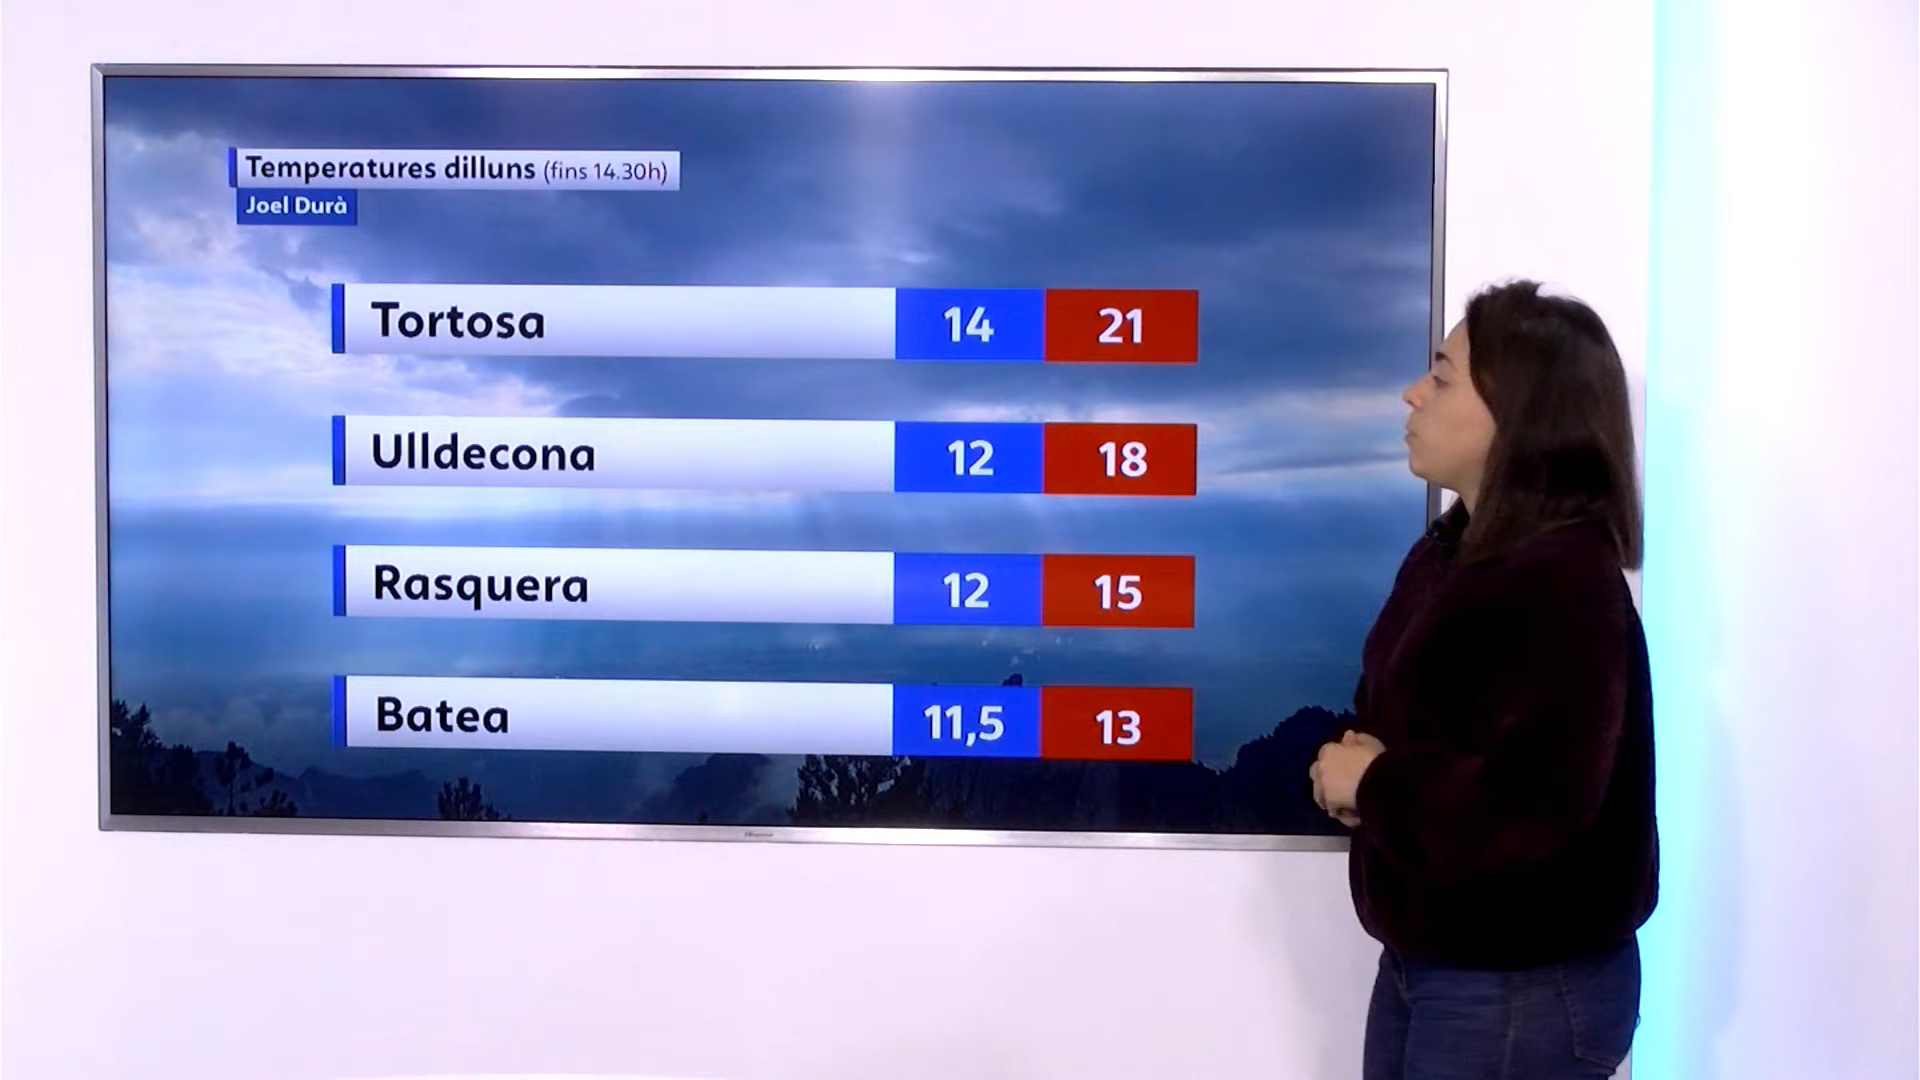 Temperatures dilluns (fins 14.30h)
Joel Durà
Tortosa 14 21
Ulldecona 12 18
Rasquera 12 15
Batea 11,5 13
Hisense